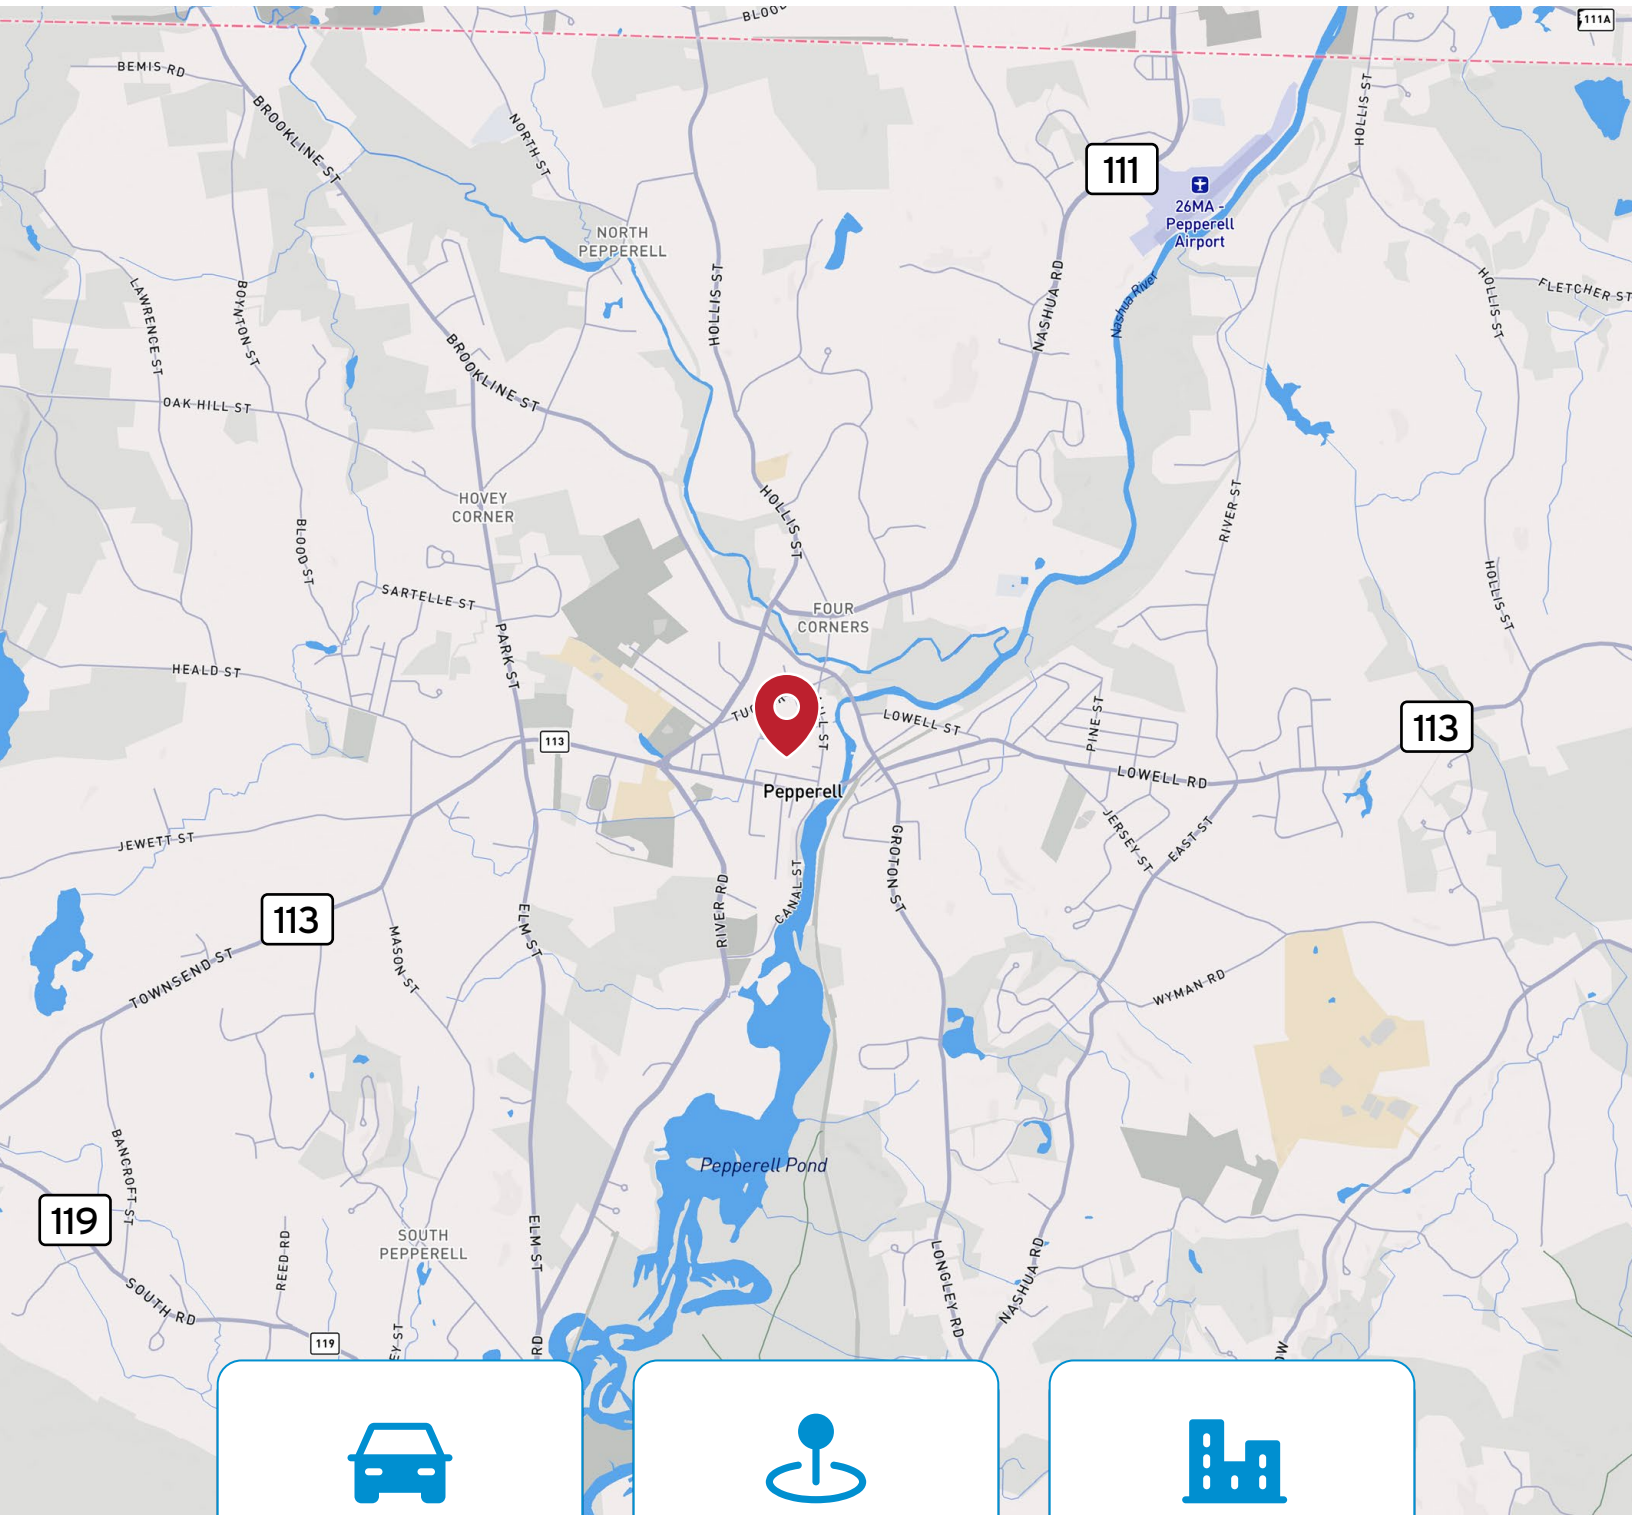 111A
BEMIS RD
BROOKLINE ST
NORTH ST
HOLLIS ST
111
26MA -
Pepperell
Airport
NORTH
PEPPERELL
LAWRENCE ST
BOYNTON ST
HOLLIS ST
NASHUA RD
Nashua River
HOLLIS ST
FLETCHER ST
BROOKLINE ST
OAK HILL ST
HOVEY
CORNER
HOLLIS ST
RIVER ST
BLOOD ST
SARTELLE ST
FOUR
CORNERS
HOLLIS ST
PARK ST
HEALD ST
LOWELL ST
PINE ST
113
113
LOWELL RD
Pepperell
JEWETT ST
JERSEY ST
EAST ST
GROTON ST
CANAL ST
RIVER RD
113
ELM ST
MASON ST
TOWNSEND ST
WYMAN RD
BANCROFT ST
Pepperell Pond
119
SOUTH
PEPPERELL
REED RD
ELM ST
LONGLEY RD
NASHUA RD
SOUTH RD
119
RD